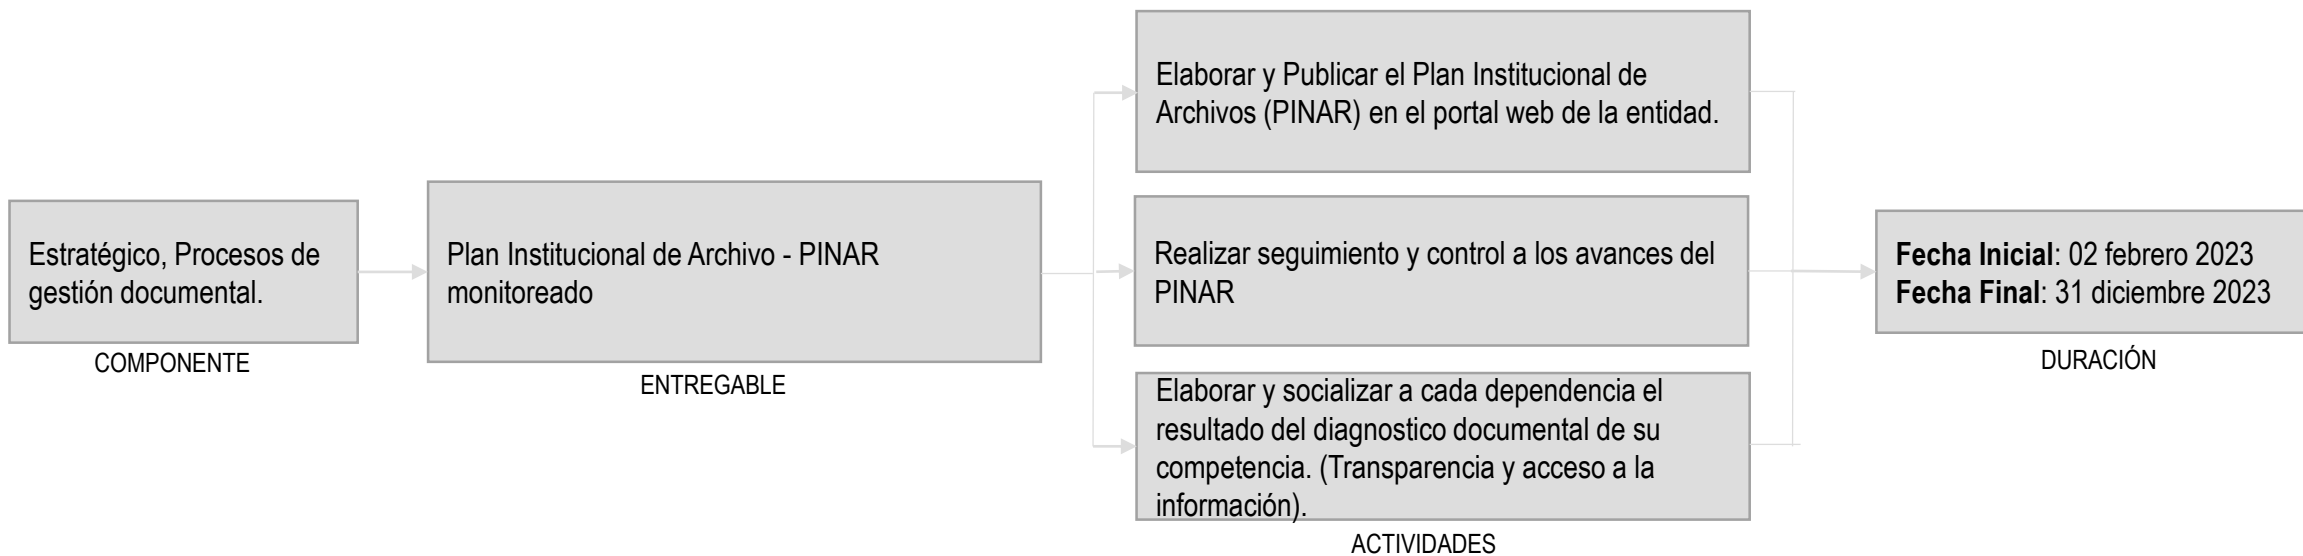 Estratégico, Procesos de
gestión documental.
COMPONENTE
Plan Institucional de Archivo - PINAR
monitoreado
ENTREGABLE
Elaborar y Publicar el Plan Institucional de
Archivos (PINAR) en el portal web de la entidad.
Realizar seguimiento y control a los avances del
PINAR
Elaborar y socializar a cada dependencia el
resultado del diagnostico documental de su
competencia. (Transparencia y acceso a la
información).
ACTIVIDADES
Fecha Inicial: 02 febrero 2023
Fecha Final: 31 diciembre 2023
DURACIÓN